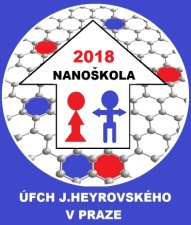 2018
NANOŠKOLA
ÚFCH J.HEYROVSKÉHO
V PRAZE